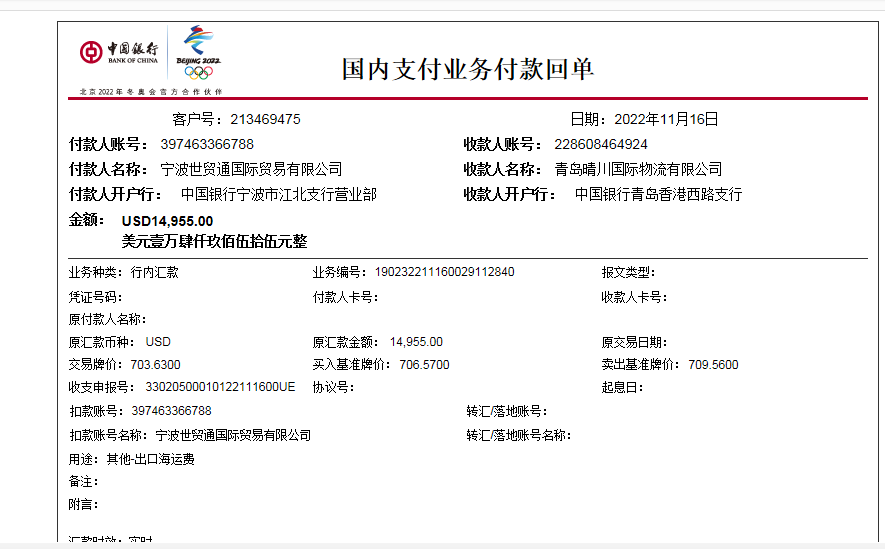 中国银行
BANK OF CHINA
BEIJING 2022
北京2022年冬奥会官方合作伙伴
国内支付业务付款回单
客户号：213469475 日期：2022年11月16日
付款人账号：397463366788 收款人账号：228608464924
付款人名称：宁波世贸通国际贸易有限公司 收款人名称：青岛晴川国际物流有限公司
付款人开户行：中国银行宁波市江北支行营业部 收款人开户行：中国银行青岛香港西路支行
金额：USD14,955.00
美元壹万肆仟玖佰伍拾伍元整
业务种类：行内汇款 业务编号：190232211160029112840 报文类型：
凭证号码： 付款人卡号： 收款人卡号：
原付款人名称：
原汇款币种：USD 原汇款金额：14,955.00 原交易日期：
交易牌价：703.6300 买入基准牌价：706.5700 卖出基准牌价：709.5600
收支申报号：33020500010122111600UE 协议号： 起息日：
扣款账号：397463366788 转汇/落地账号：
扣款账号名称：宁波世贸通国际贸易有限公司 转汇/落地账号名称：
用途：其他-出口海运费
备注：
附言：
汇款时效：实时